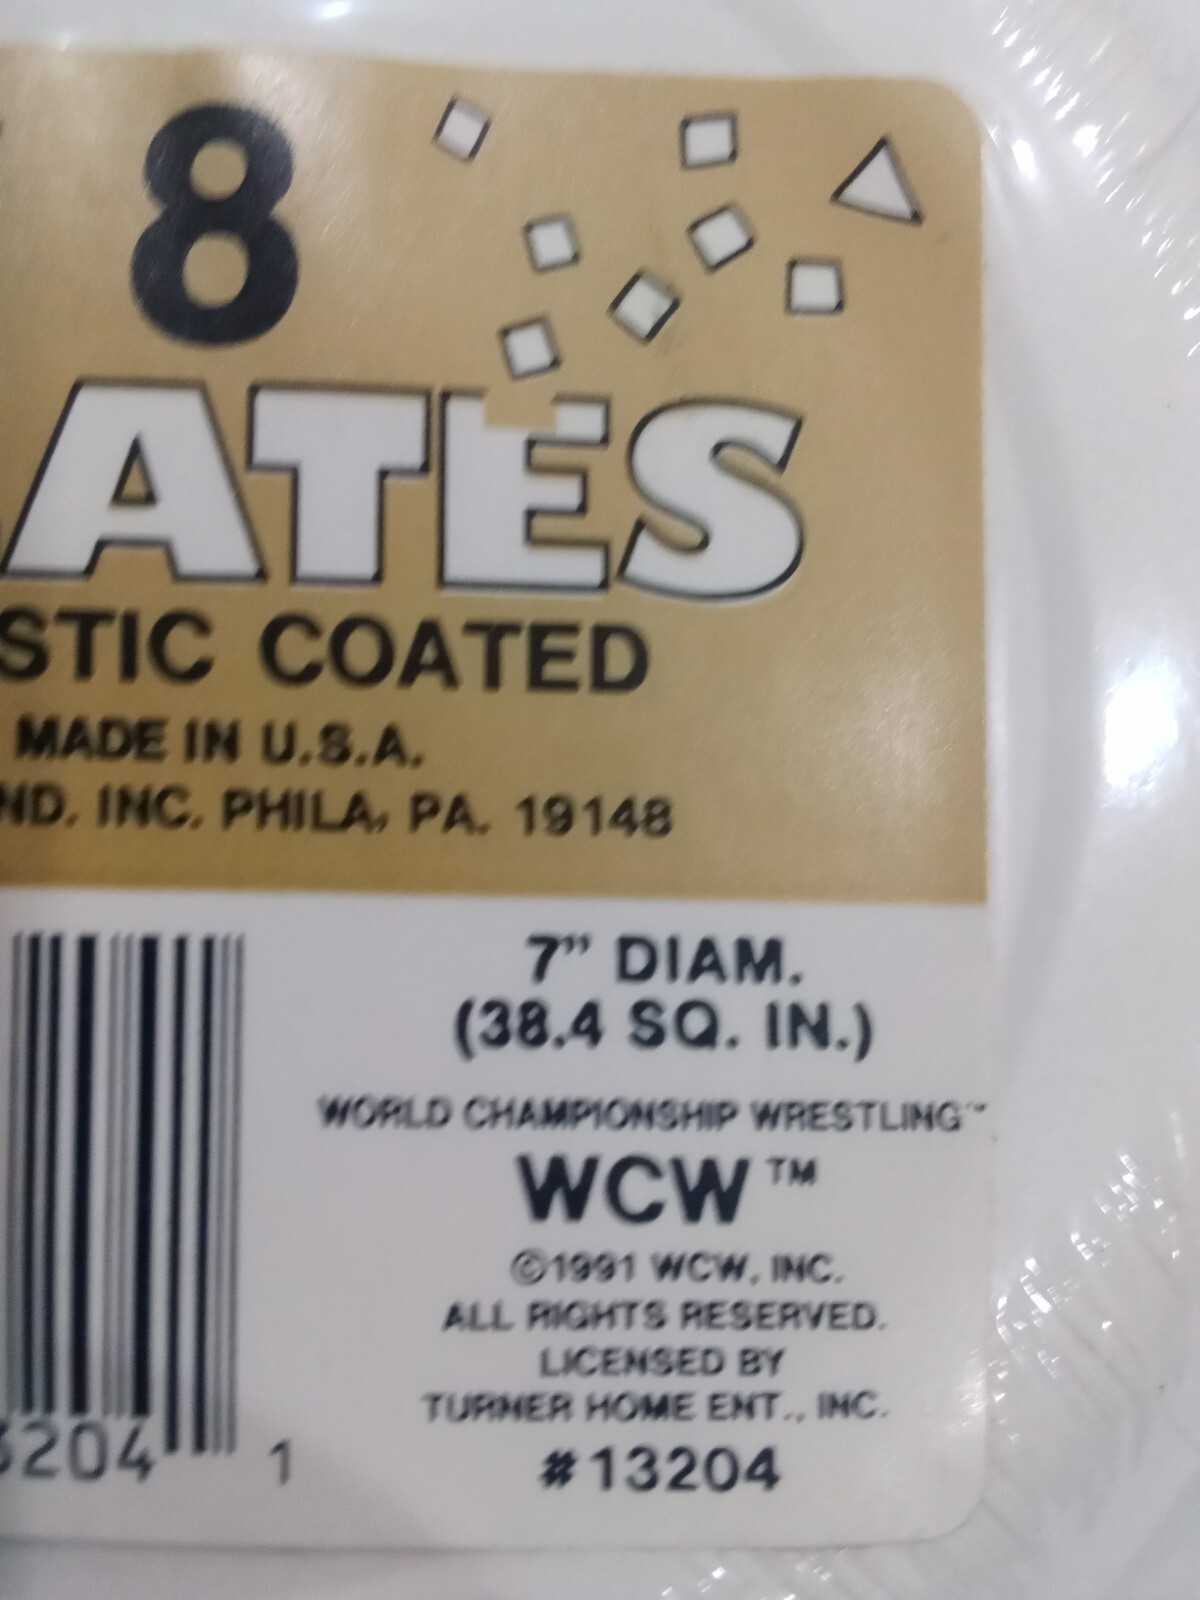 8
ATES
STIC COATED
MADE IN U.S.A.
ND. INC. PHILA, PA. 19148
7” DIAM.
(38.4 SQ. IN.)
WORLD CHAMPIONSHIP WRESTLING™
WCW™
©1991 WCW, INC.
ALL RIGHTS RESERVED.
LICENSED BY
TURNER HOME ENT., INC.
#13204
3204 1